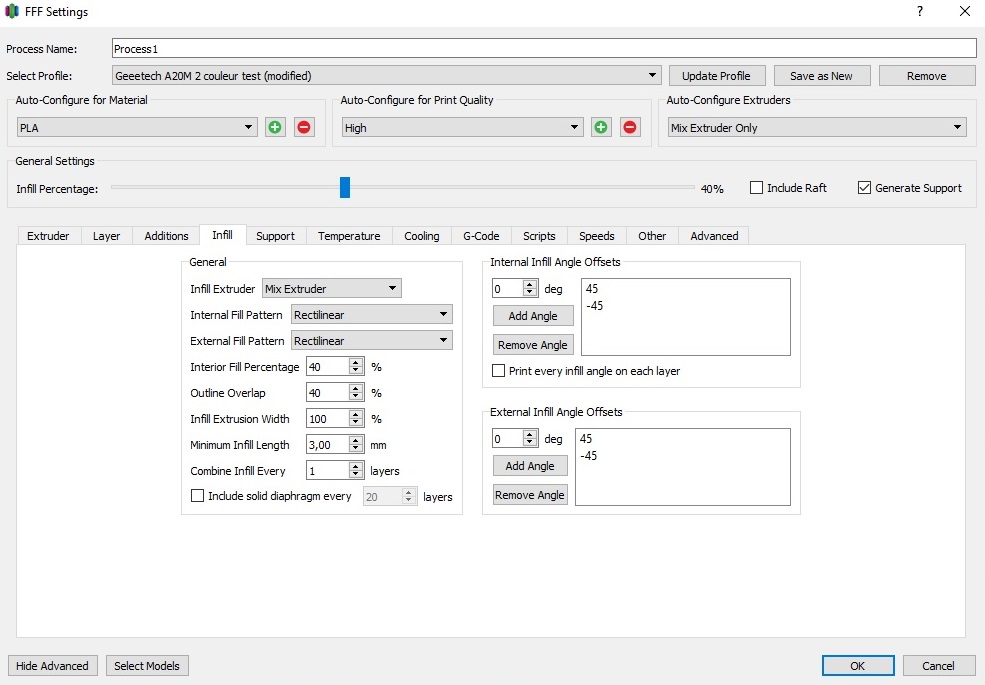 FFF Settings
?
Process Name: Process1
Select Profile: Geeetech A20M 2 couleur test (modified) Update Profile Save as New Remove
Auto-Configure for Material Auto-Configure for Print Quality Auto-Configure Extruders
PLA High Mix Extruder Only
General Settings
Infill Percentage: 40% Include Raft Generate Support
Extruder Layer Additions Infill Support Temperature Cooling G-Code Scripts Speeds Other Advanced
General
Infill Extruder Mix Extruder
Internal Fill Pattern Rectilinear
External Fill Pattern Rectilinear
Interior Fill Percentage 40 %
Outline Overlap 40 %
Infill Extrusion Width 100 %
Minimum Infill Length 3,00 mm
Combine Infill Every 1 layers
Include solid diaphragm every 20 layers
Internal Infill Angle Offsets
0 deg 45
-45
Add Angle
Remove Angle
Print every infill angle on each layer
External Infill Angle Offsets
0 deg 45
-45
Add Angle
Remove Angle
Hide Advanced Select Models OK Cancel